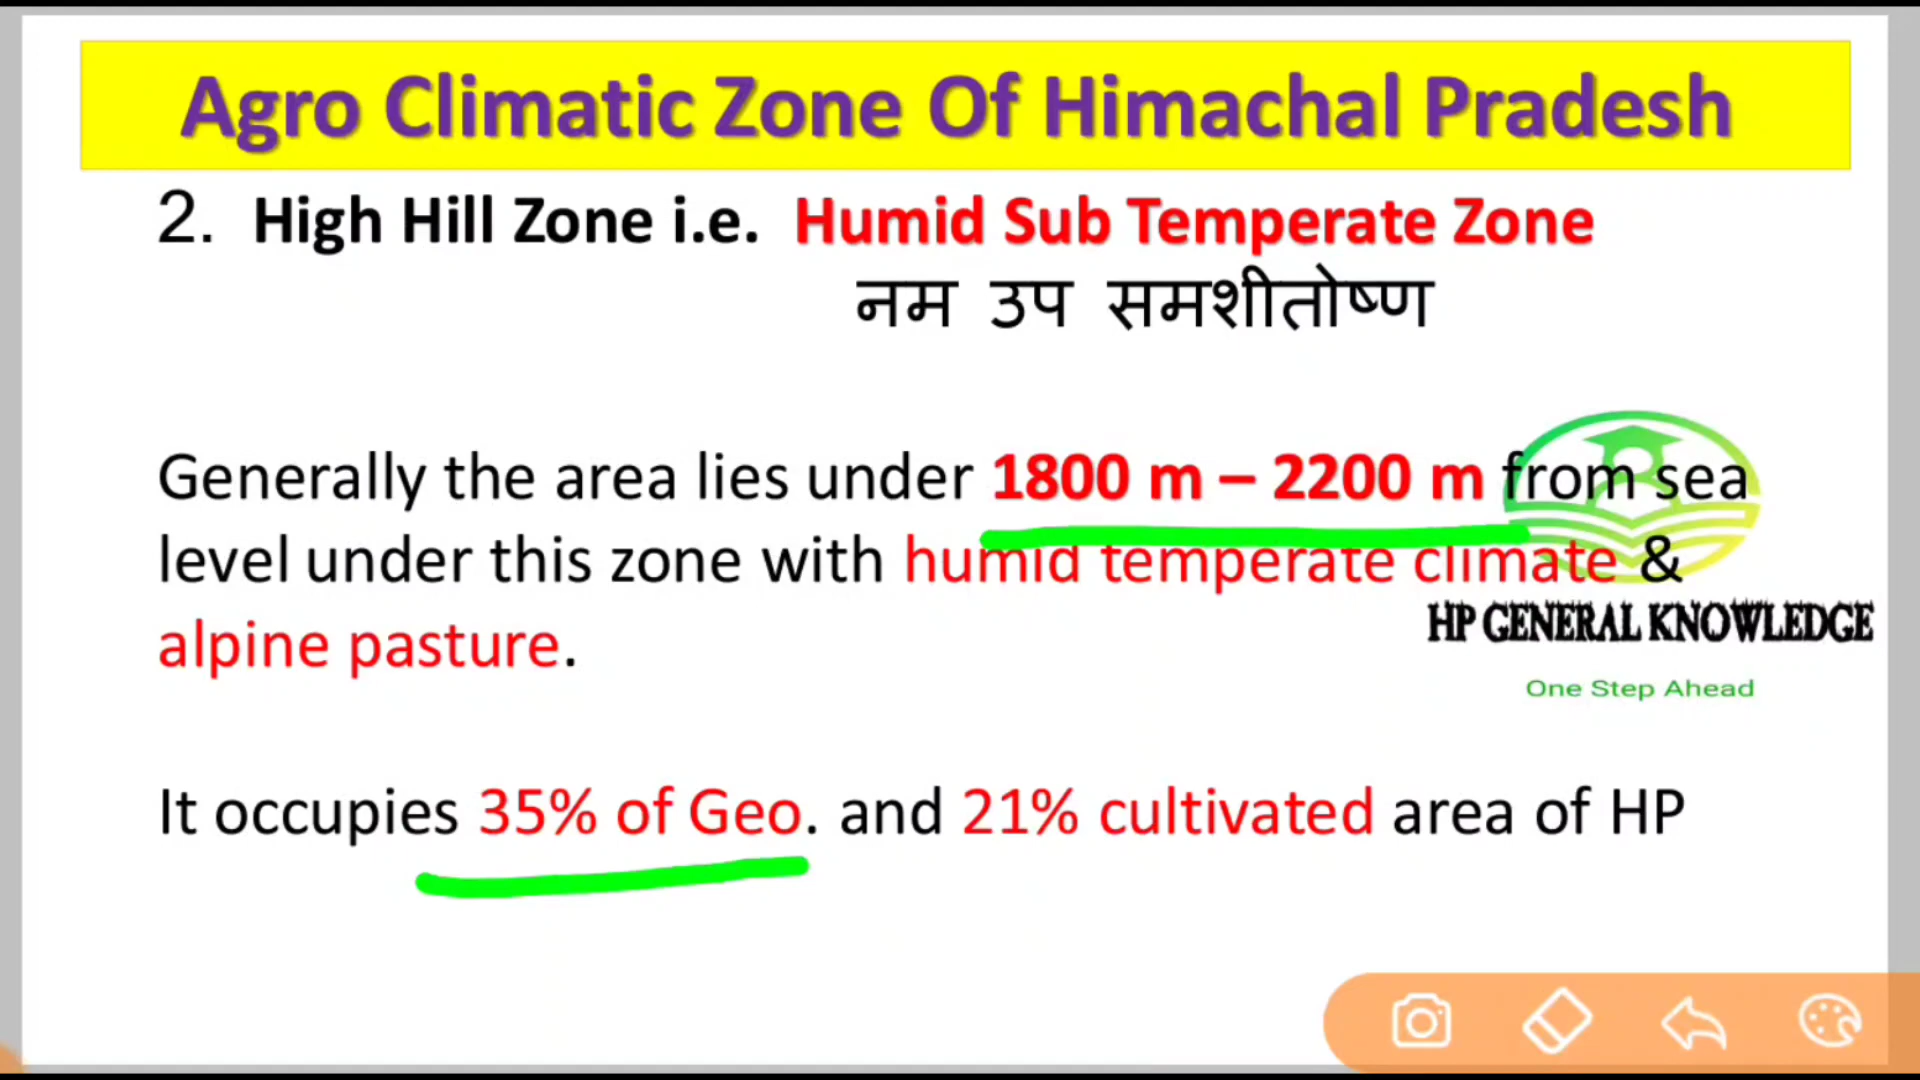 Agro Climatic Zone Of Himachal Pradesh
2. High Hill Zone i.e. Humid Sub Temperate Zone
नम उप समशीतोष्ण
Generally the area lies under 1800 m – 2200 m from sea
level under this zone with humid temperate climate &
alpine pasture.
HP GENERAL KNOWLEDGE
One Step Ahead
It occupies 35% of Geo. and 21% cultivated area of HP